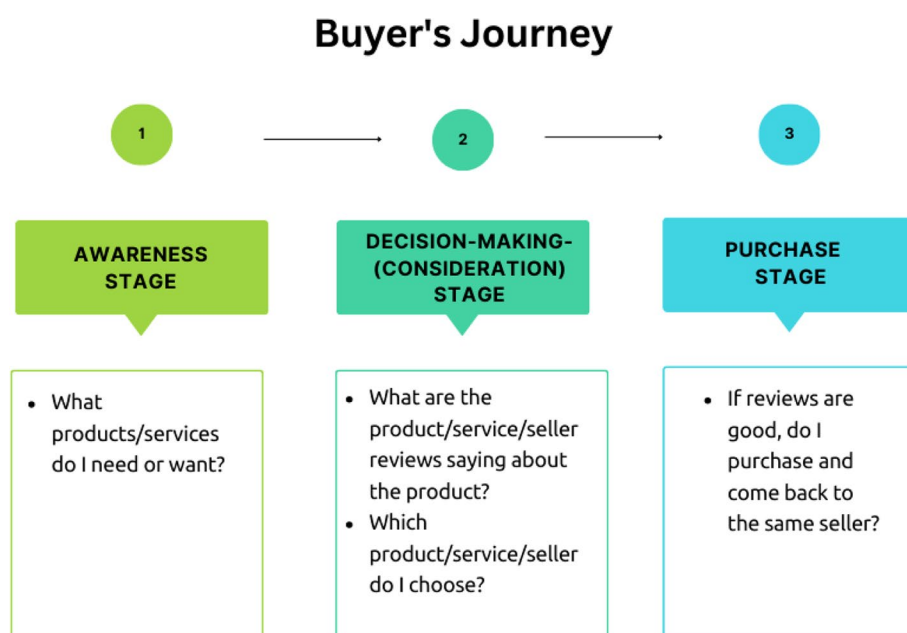 Buyer's Journey
1
2
3
AWARENESS
STAGE
DECISION-MAKING-
(CONSIDERATION)
STAGE
PURCHASE
STAGE
• What
products/services
do I need or want?
• What are the
product/service/seller
reviews saying about
the product?
• Which
product/service/seller
do I choose?
• If reviews are
good, do I
purchase and
come back to
the same seller?